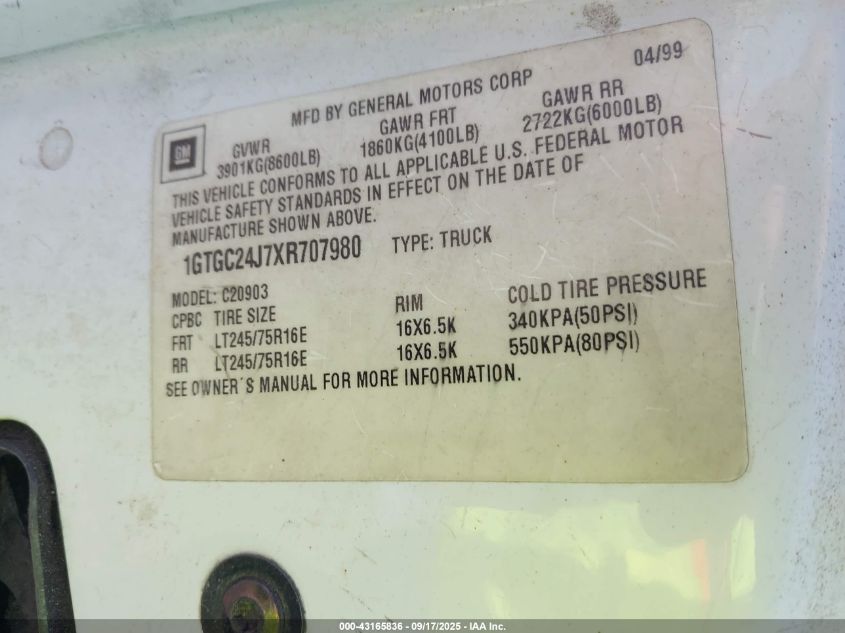 04/99
MFD BY GENERAL MOTORS CORP
GM
GVWR GAWR FRT GAWR RR
3901KG(8600LB) 1860KG(4100LB) 2722KG(6000LB)
THIS VEHICLE CONFORMS TO ALL APPLICABLE U.S. FEDERAL MOTOR
VEHICLE SAFETY STANDARDS IN EFFECT ON THE DATE OF
MANUFACTURE SHOWN ABOVE.
1GTGC24J7XR707980 TYPE: TRUCK
MODEL: C20903
CPBC TIRE SIZE RIM COLD TIRE PRESSURE
FRT LT245/75R16E 16X6.5K 340KPA(50PSI)
RR LT245/75R16E 16X6.5K 550KPA(80PSI)
SEE OWNER´S MANUAL FOR MORE INFORMATION.
000-43165836 - 09/17/2025 - IAA Inc.